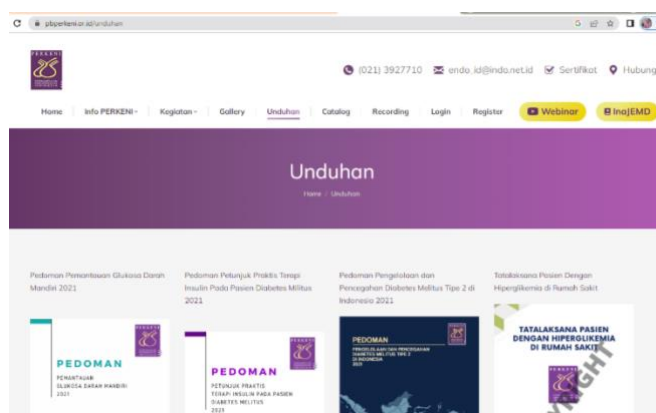 pbperkeni.or.id/unduhan
PERKENI
(021) 3927710 endo_id@indo.net.id Sertifikat Hubung
Home Info PERKENI Kegiatan Gallery Unduhan Catalog Recording Login Register Webinar InaJEMD
Unduhan
Home / Unduhan
Pedoman Pemantauan Glukosa Darah
Mandiri 2021
Pedoman Petunjuk Praktis Terapi
Insulin Pada Pasien Diabetes Militus
2021
Pedoman Pengelolaan dan
Pencegahan Diabetes Melitus Tipe 2 di
Indonesia 2021
Tatalaksana Pasien Dengan
Hiperglikemia di Rumah Sakit
PERKENI
PEDOMAN
PEMANTAUAN
GLUKOSA DARAH MANDIRI
2021
PERKENI
PEDOMAN
PETUNJUK PRAKTIS
TERAPI INSULIN PADA PASIEN
DIABETES MELITUS
2021
PEDOMAN
PENGELOLAAN DAN PENCEGAHAN
DIABETES MELITUS TIPE 2
DI INDONESIA
2021
TATALAKSANA PASIEN
DENGAN HIPERGLIKEMIA
DI RUMAH SAKIT